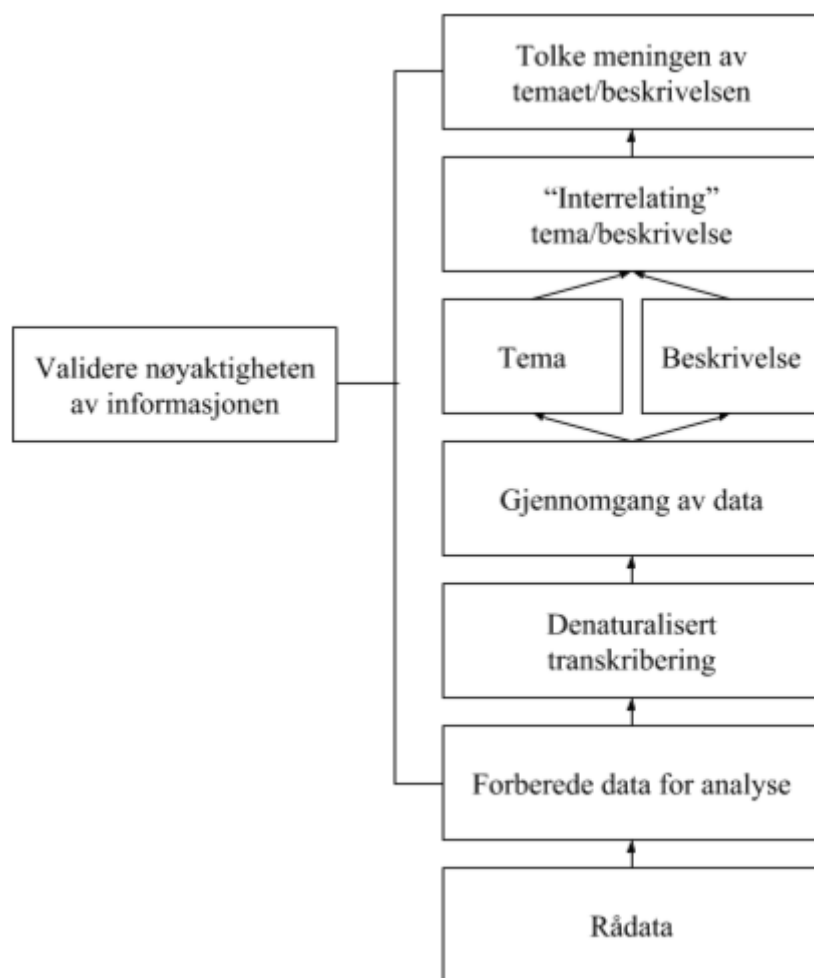 Tolke meningen av
temaet/beskrivelsen
“Interrelating”
tema/beskrivelse
Tema
Beskrivelse
Validere nøyaktigheten
av informasjonen
Gjennomgang av data
Denaturalisert
transkribering
Forberede data for analyse
Rådata